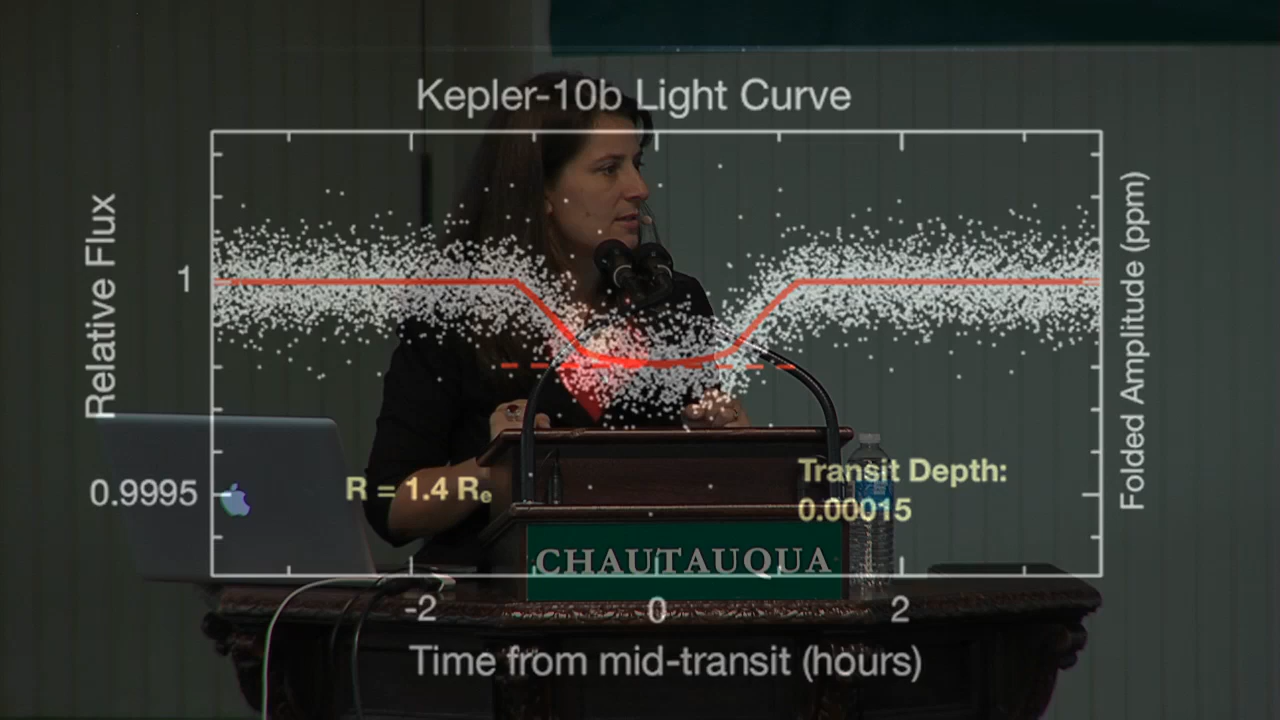 Kepler-10b Light Curve
Relative Flux
Folded Amplitude (ppm)
1
0.9995
R = 1.4 Re
Transit Depth:
0.00015
CHAUTAUQUA
-2
0
2
Time from mid-transit (hours)